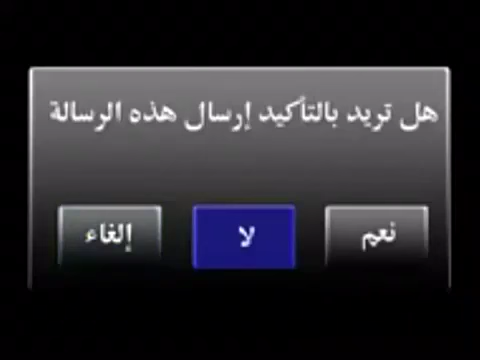 هل تريد بالتأكيد إرسال هذه الرسالة
نعم
لا
إلغاء